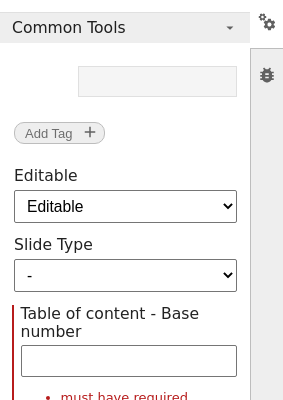 Common Tools
Add Tag +
Editable
Editable
Slide Type
-
Table of content - Base
number
• must have required